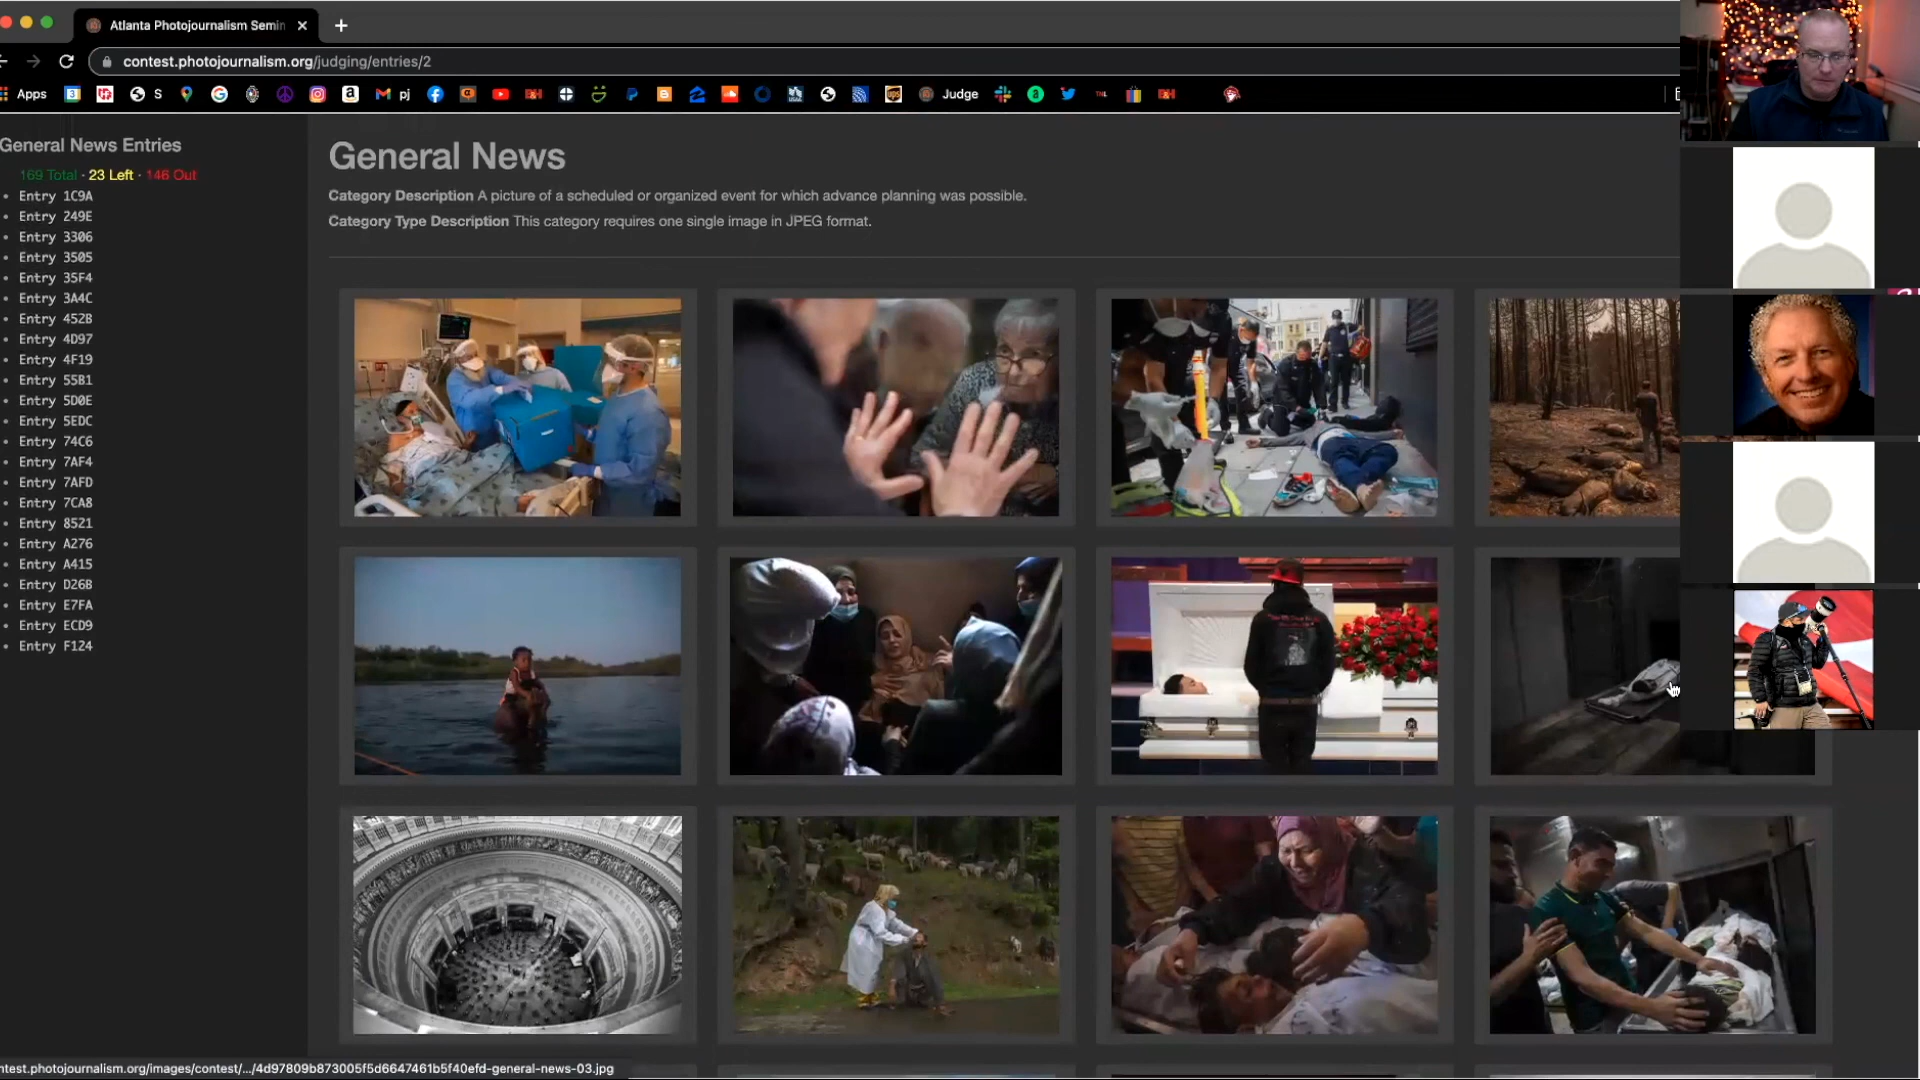 Atlanta Photojournalism Semin
contest.photojournalism.org/judging/entries/2
Apps
S
pj
Judge
General News Entries
169 Total - 23 Left - 146 Out
Entry 1C9A
Entry 249E
Entry 3306
Entry 3505
Entry 35F4
Entry 3A4C
Entry 452B
Entry 4D97
Entry 4F19
Entry 55B1
Entry 5D0E
Entry 5EDC
Entry 74C6
Entry 7AF4
Entry 7AFD
Entry 7CA8
Entry 8521
Entry A276
Entry A415
Entry D26B
Entry E7FA
Entry ECD9
Entry F124
General News
Category Description A picture of a scheduled or organized event for which advance planning was possible.
Category Type Description This category requires one single image in JPEG format.
ntest.photojournalism.org/images/contest/.../4d97809b873005f5d6647461b5f40efd-general-news-03.jpg